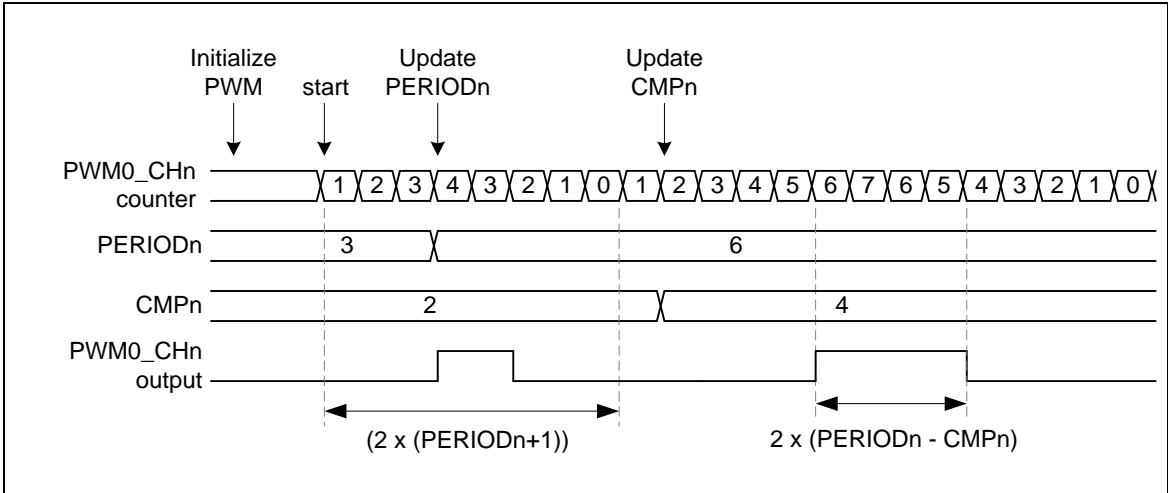 Initialize
PWM
start
Update
PERIODn
Update
CMPn
PWM0_CHn
counter
1 2 3 4 3 2 1 0 1 2 3 4 5 6 7 6 5 4 3 2 1 0
PERIODn
3
6
CMPn
2
4
PWM0_CHn
output
(2 x (PERIODn+1))
2 x (PERIODn - CMPn)